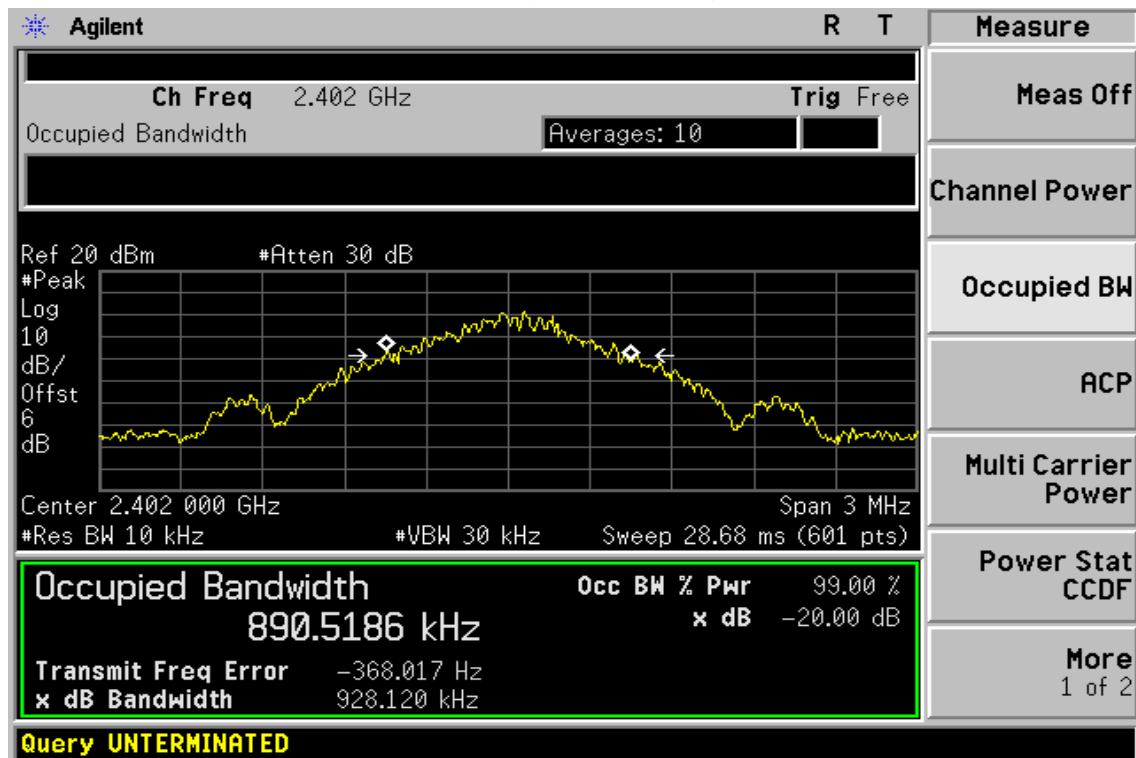 Agilent R T
Measure
Ch Freq 2.402 GHz Trig Free
Occupied Bandwidth Averages: 10
Ref 20 dBm #Atten 30 dB
#Peak
Log
10
dB/
Offst
6
dB
Center 2.402 000 GHz Span 3 MHz
#Res BW 10 kHz #VBW 30 kHz Sweep 28.68 ms (601 pts)
Occupied Bandwidth Occ BW % Pwr 99.00 %
890.5186 kHz x dB -20.00 dB
Transmit Freq Error -368.017 Hz
x dB Bandwidth 928.120 kHz
Query UNTERMINATED
Meas Off
Channel Power
Occupied BW
ACP
Multi Carrier
Power
Power Stat
CCDF
More
1 of 2